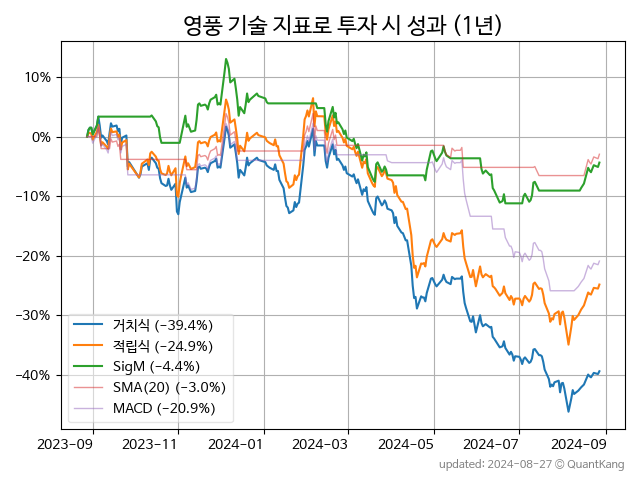 영풍 기술 지표로 투자 시 성과 (1년)
10%
0%
−10%
−20%
−30%
−40%
거치식 (−39.4%)
적립식 (−24.9%)
SigM (−4.4%)
SMA(20) (−3.0%)
MACD (−20.9%)
2023-09
2023-11
2024-01
2024-03
2024-05
2024-07
2024-09
updated: 2024-08-27 © QuantKang